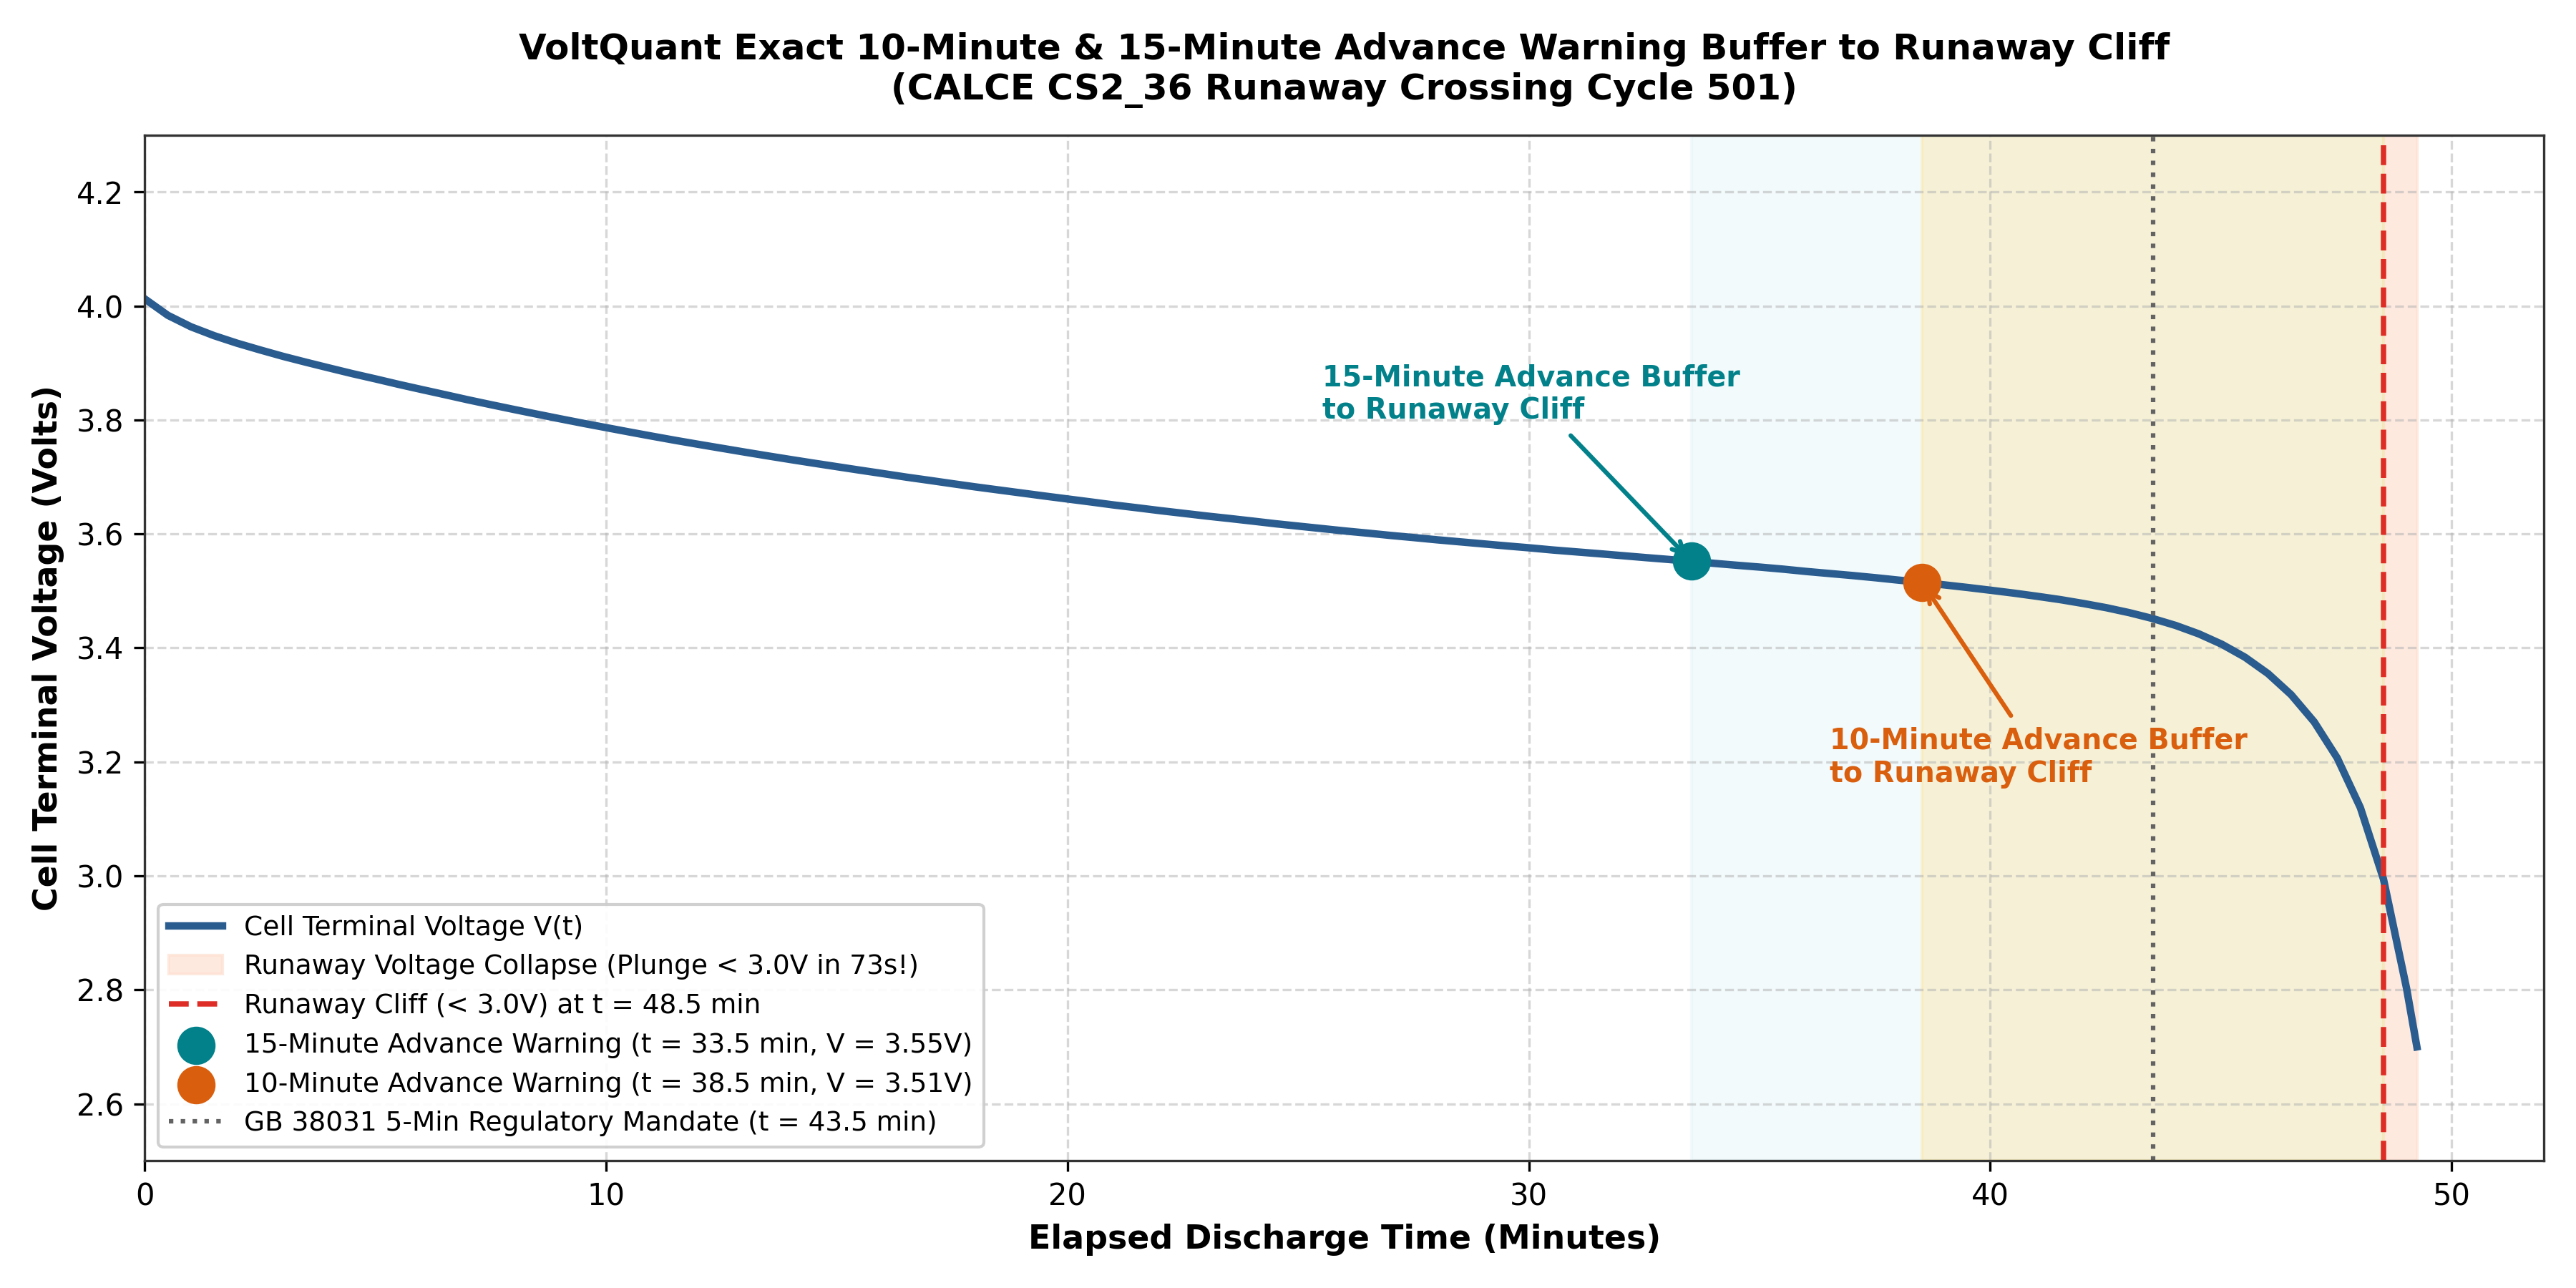 VoltQuant Exact 10-Minute & 15-Minute Advance Warning Buffer to Runaway Cliff
(CALCE CS2_36 Runaway Crossing Cycle 501)
Cell Terminal Voltage (Volts)
4.2
4.0
3.8
3.6
3.4
3.2
3.0
2.8
2.6
15-Minute Advance Buffer
to Runaway Cliff
10-Minute Advance Buffer
to Runaway Cliff
Cell Terminal Voltage V(t)
Runaway Voltage Collapse (Plunge < 3.0V in 73s!)
Runaway Cliff (< 3.0V) at t = 48.5 min
15-Minute Advance Warning (t = 33.5 min, V = 3.55V)
10-Minute Advance Warning (t = 38.5 min, V = 3.51V)
GB 38031 5-Min Regulatory Mandate (t = 43.5 min)
0
10
20
30
40
50
Elapsed Discharge Time (Minutes)